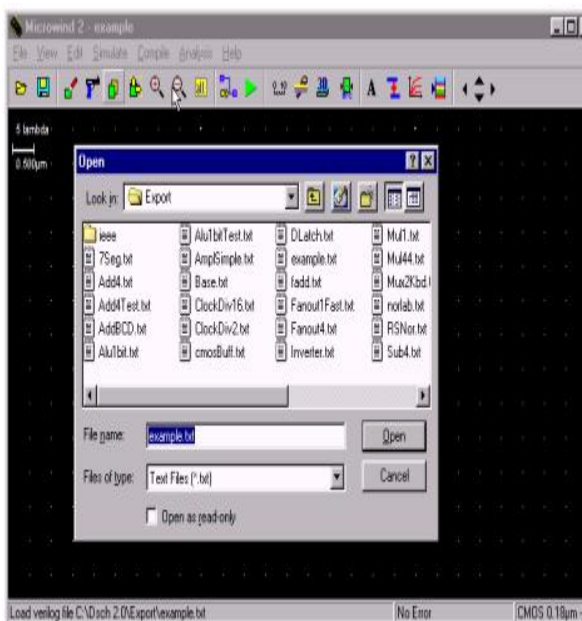 Microwind 2 - example
File View Edit Simulate Compile Analysis Help
5 lambda
0.500µm
Open
Look in: Export
ieee Alu1bitTest.txt DLatch.txt Mul1.txt
7Seg.txt AmplSimple.txt example.txt Mul44.txt
Add4.txt Base.txt fadd.txt Mux2Kbd.t
Add4Test.txt ClockDiv16.txt Fanout1Fast.txt norlab.txt
AddBCD.txt ClockDiv2.txt Fanout4.txt RSNor.txt
Alu1bit.txt cmosBuff.txt Inverter.txt Sub4.txt
File name: example.txt Open
Files of type: Text Files (*.txt) Cancel
Open as read-only
Load verilog file C:\Dsch 2.0\Export\example.txt No Error CMOS 0.18µm -